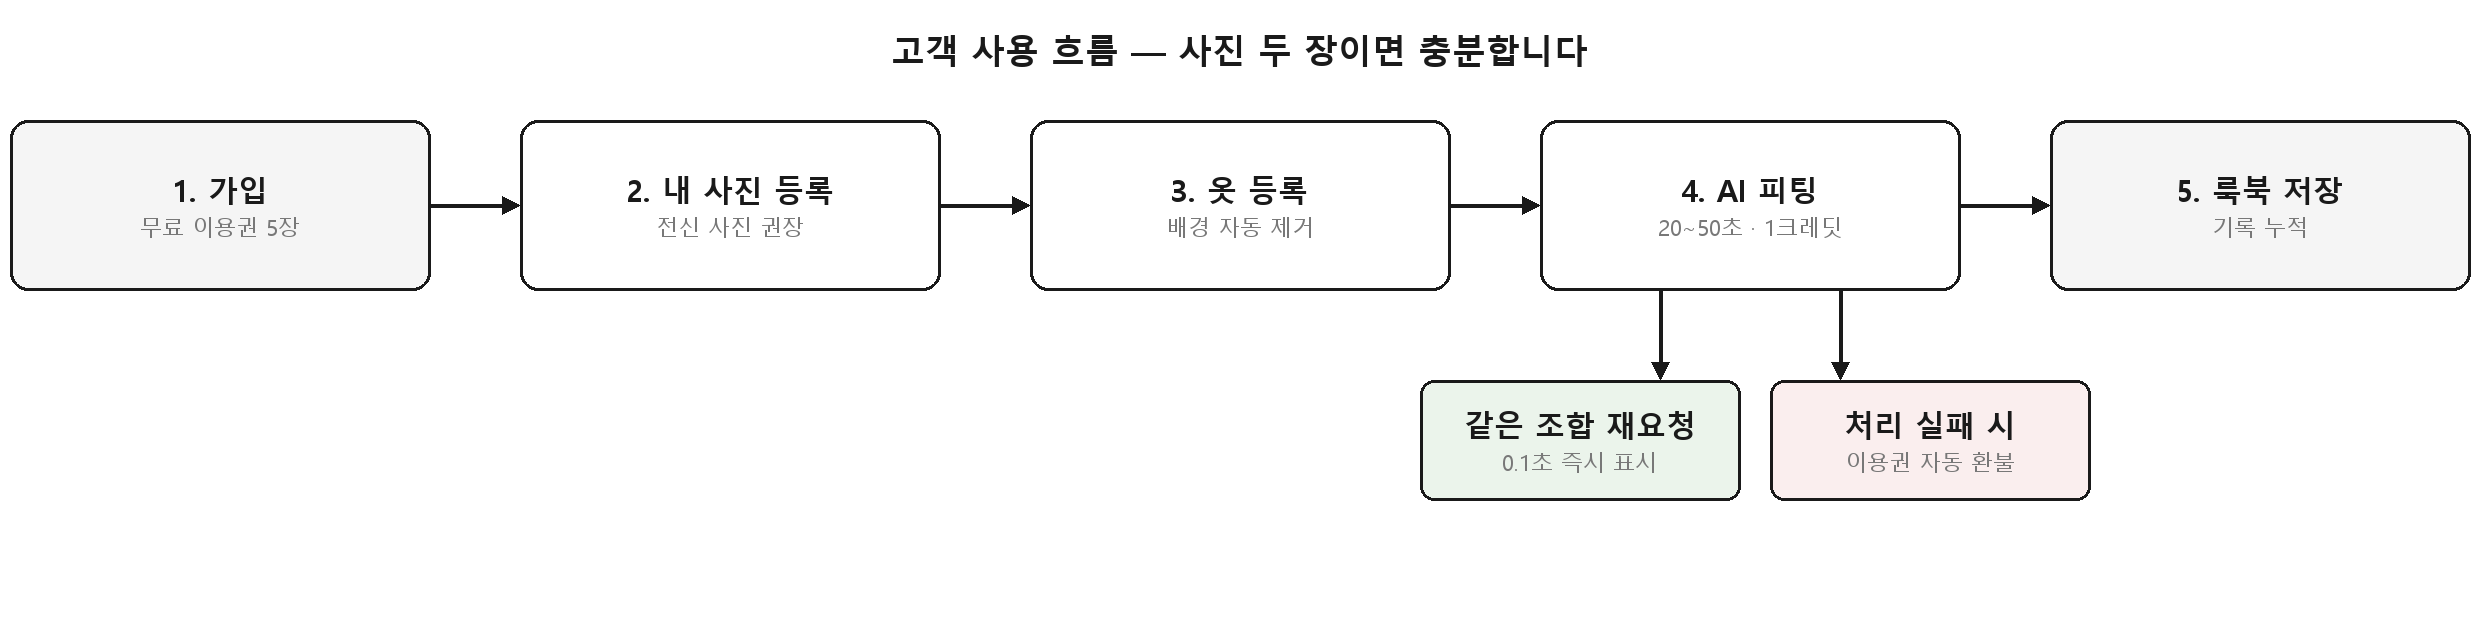 고객 사용 흐름 — 사진 두 장이면 충분합니다
1. 가입
무료 이용권 5장
2. 내 사진 등록
전신 사진 권장
3. 옷 등록
배경 자동 제거
4. AI 피팅
20~50초 · 1크레딧
5. 룩북 저장
기록 누적
같은 조합 재요청
0.1초 즉시 표시
처리 실패 시
이용권 자동 환불